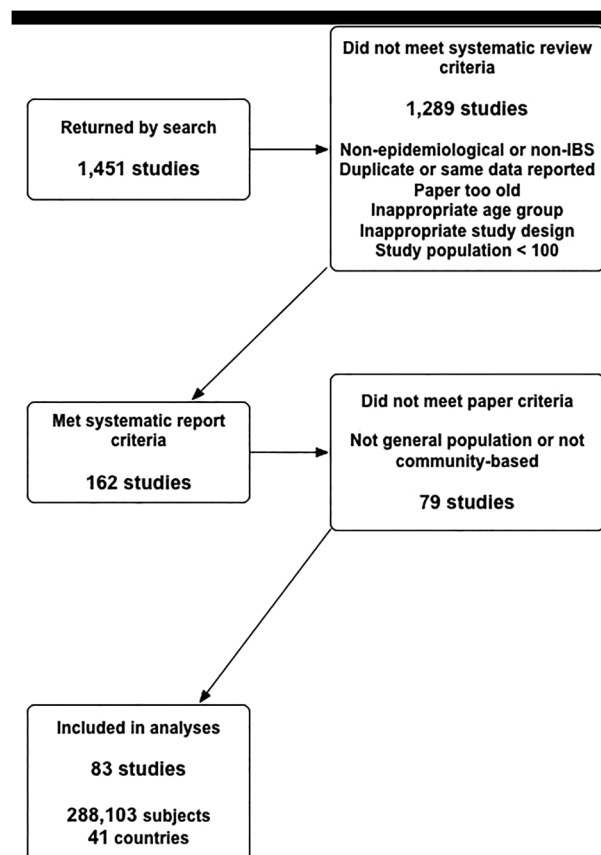 Did not meet systematic review
criteria
1,289 studies
Non-epidemiological or non-IBS
Duplicate or same data reported
Paper too old
Inappropriate age group
Inappropriate study design
Study population < 100
Returned by search
1,451 studies
Met systematic report
criteria
162 studies
Did not meet paper criteria
Not general population or not
community-based
79 studies
Included in analyses
83 studies
288,103 subjects
41 countries